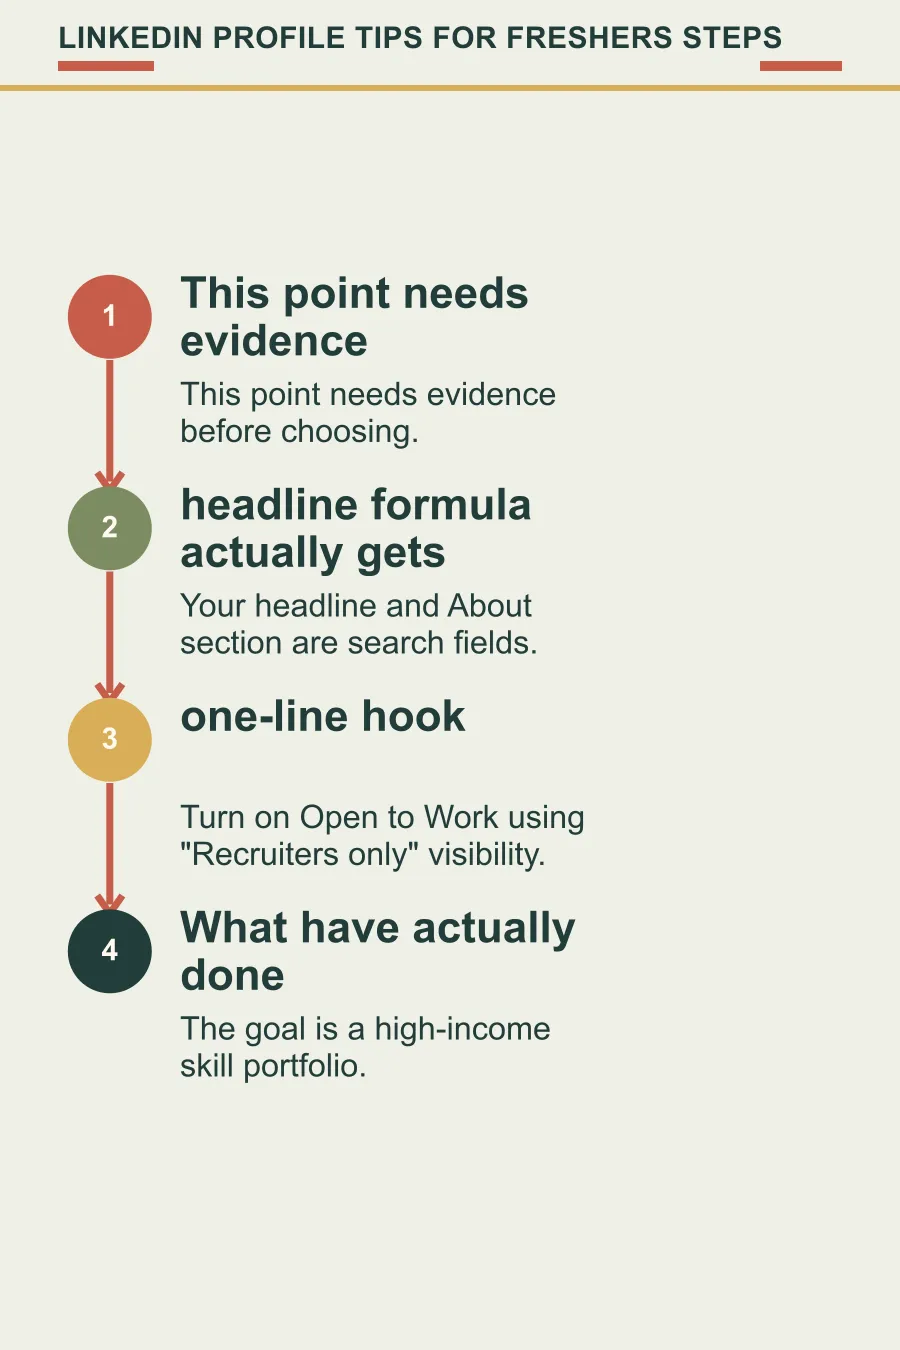 LINKEDIN PROFILE TIPS FOR FRESHERS STEPS
1
This point needs
evidence
This point needs evidence
before choosing.
2
headline formula
actually gets
Your headline and About
section are search fields.
3
one-line hook
Turn on Open to Work using
"Recruiters only" visibility.
4
What have actually
done
The goal is a high-income
skill portfolio.